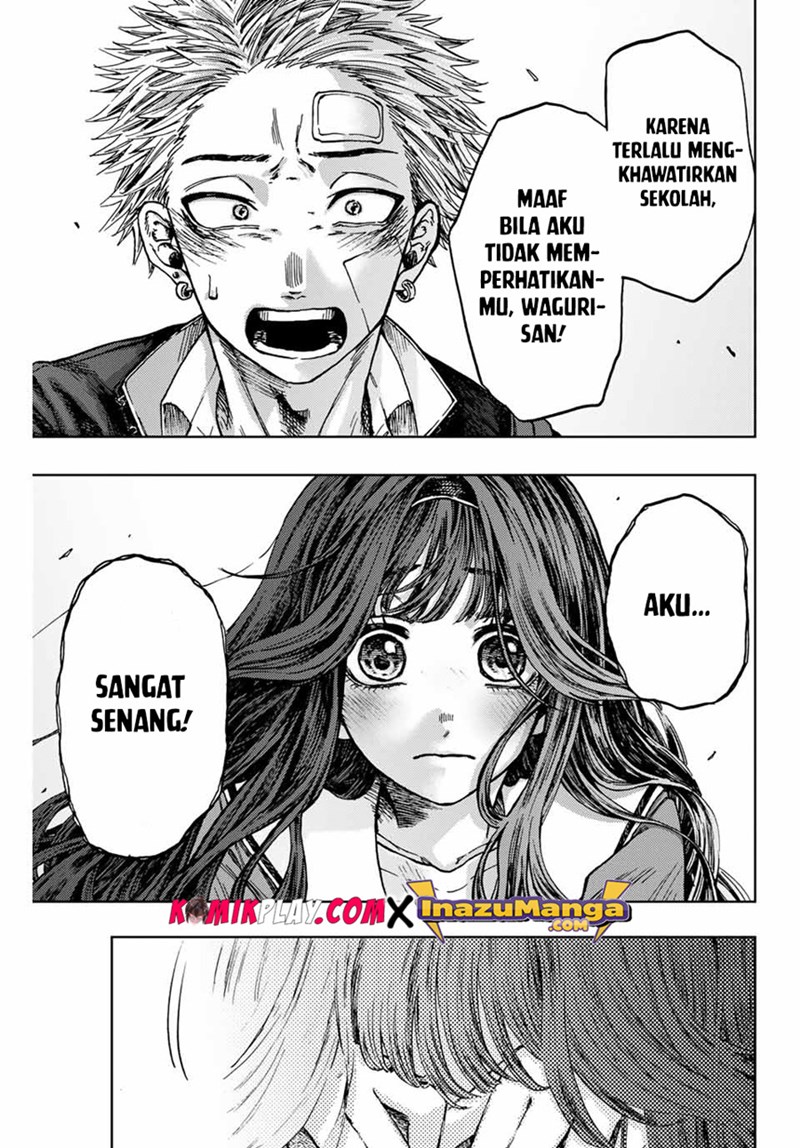 KARENA
TERLALU MENG-
KHAWATIRKAN
SEKOLAH,
MAAF
BILA AKU
TIDAK MEM-
PERHATIKAN-
MU, WAGURI-
SAN!
AKU...
SANGAT
SENANG!
KOMIKPLAY.COM X INAZUMANGA
.COM